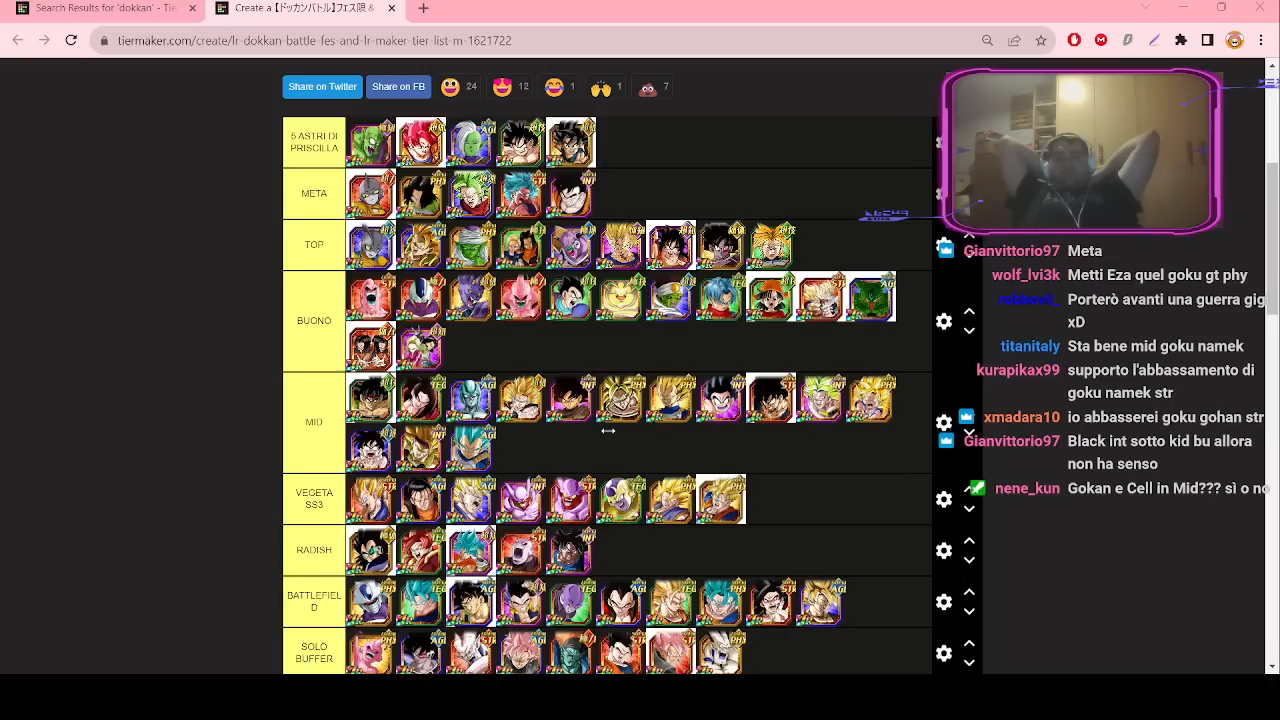 Search Results for 'dokkan' - Tie
Create a 【ドッカンバトル】フェス限 &
tiermaker.com/create/lr-dokkan-battle-fes-and-lr-maker-tier-list-m-1621722
Share on Twitter
Share on FB
24
12
1
1
7
5 ASTRI DI
PRISCILLA
META
TOP
BUONO
MID
VEGETA
SS3
RADISH
BATTLEFIEL
D
SOLO
BUFFER
Gianvittorio97 Meta
wolf_lvi3k Metti Eza quel goku gt phy
Porterò avanti una guerra gig
xD
titanitaly Sta bene mid goku namek
kurapikax99 supporto l'abbassamento di
goku namek str
xmadara10 io abbasserei goku gohan str
Gianvittorio97 Black int sotto kid bu allora
non ha senso
nene_kun Gokan e Cell in Mid??? sì o no